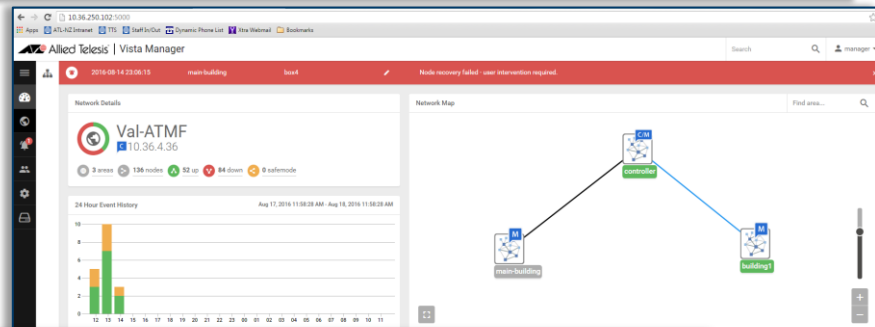 10.36.250.102:5000
Apps ATL-NZ Intranet TTS Staff In/Out Dynamic Phone List Xtra Webmail Bookmarks
Allied Telesis | Vista Manager
Search
manager
2016-08-14 23:06:15 main-building box4 Node recovery failed - user intervention required.
Network Details
Val-ATMF
C 10.36.4.36
3 areas 136 nodes 52 up 84 down 0 safemode
24 Hour Event History
Aug 17, 2016 11:58:28 AM - Aug 18, 2016 11:58:28 AM
10
8
6
4
2
0
12 13 14 15 16 17 18 19 20 21 22 23 00 01 02 03 04 05 06 07 08 09 10 11
Network Map
Find area...
C/M
controller
M
main-building
M
building1